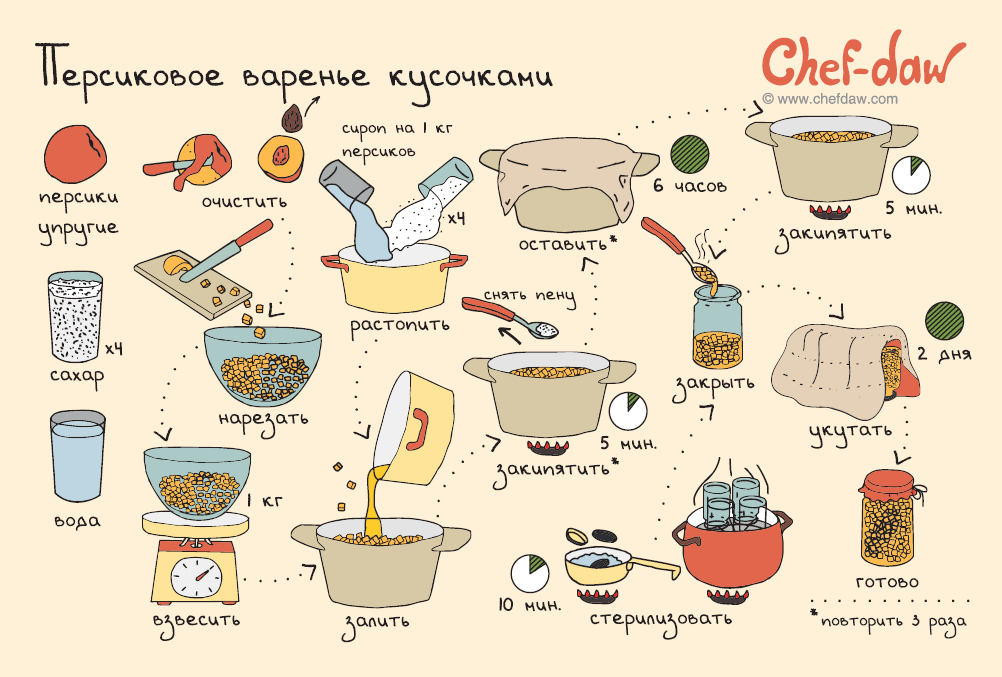 Персиковое варенье кусочками
Chef-daw
© www.chefdaw.com
персики
упругие
очистить
сироп на 1 кг
персиков
x4
6 часов
оставить*
5 мин.
закипятить
сахар
x4
нарезать
растопить
снять пену
5 мин.
закипятить*
закрыть
2 дня
укутать
вода
1 кг
взвесить
залить
10 мин.
стерилизовать
готово
*повторить 3 раза